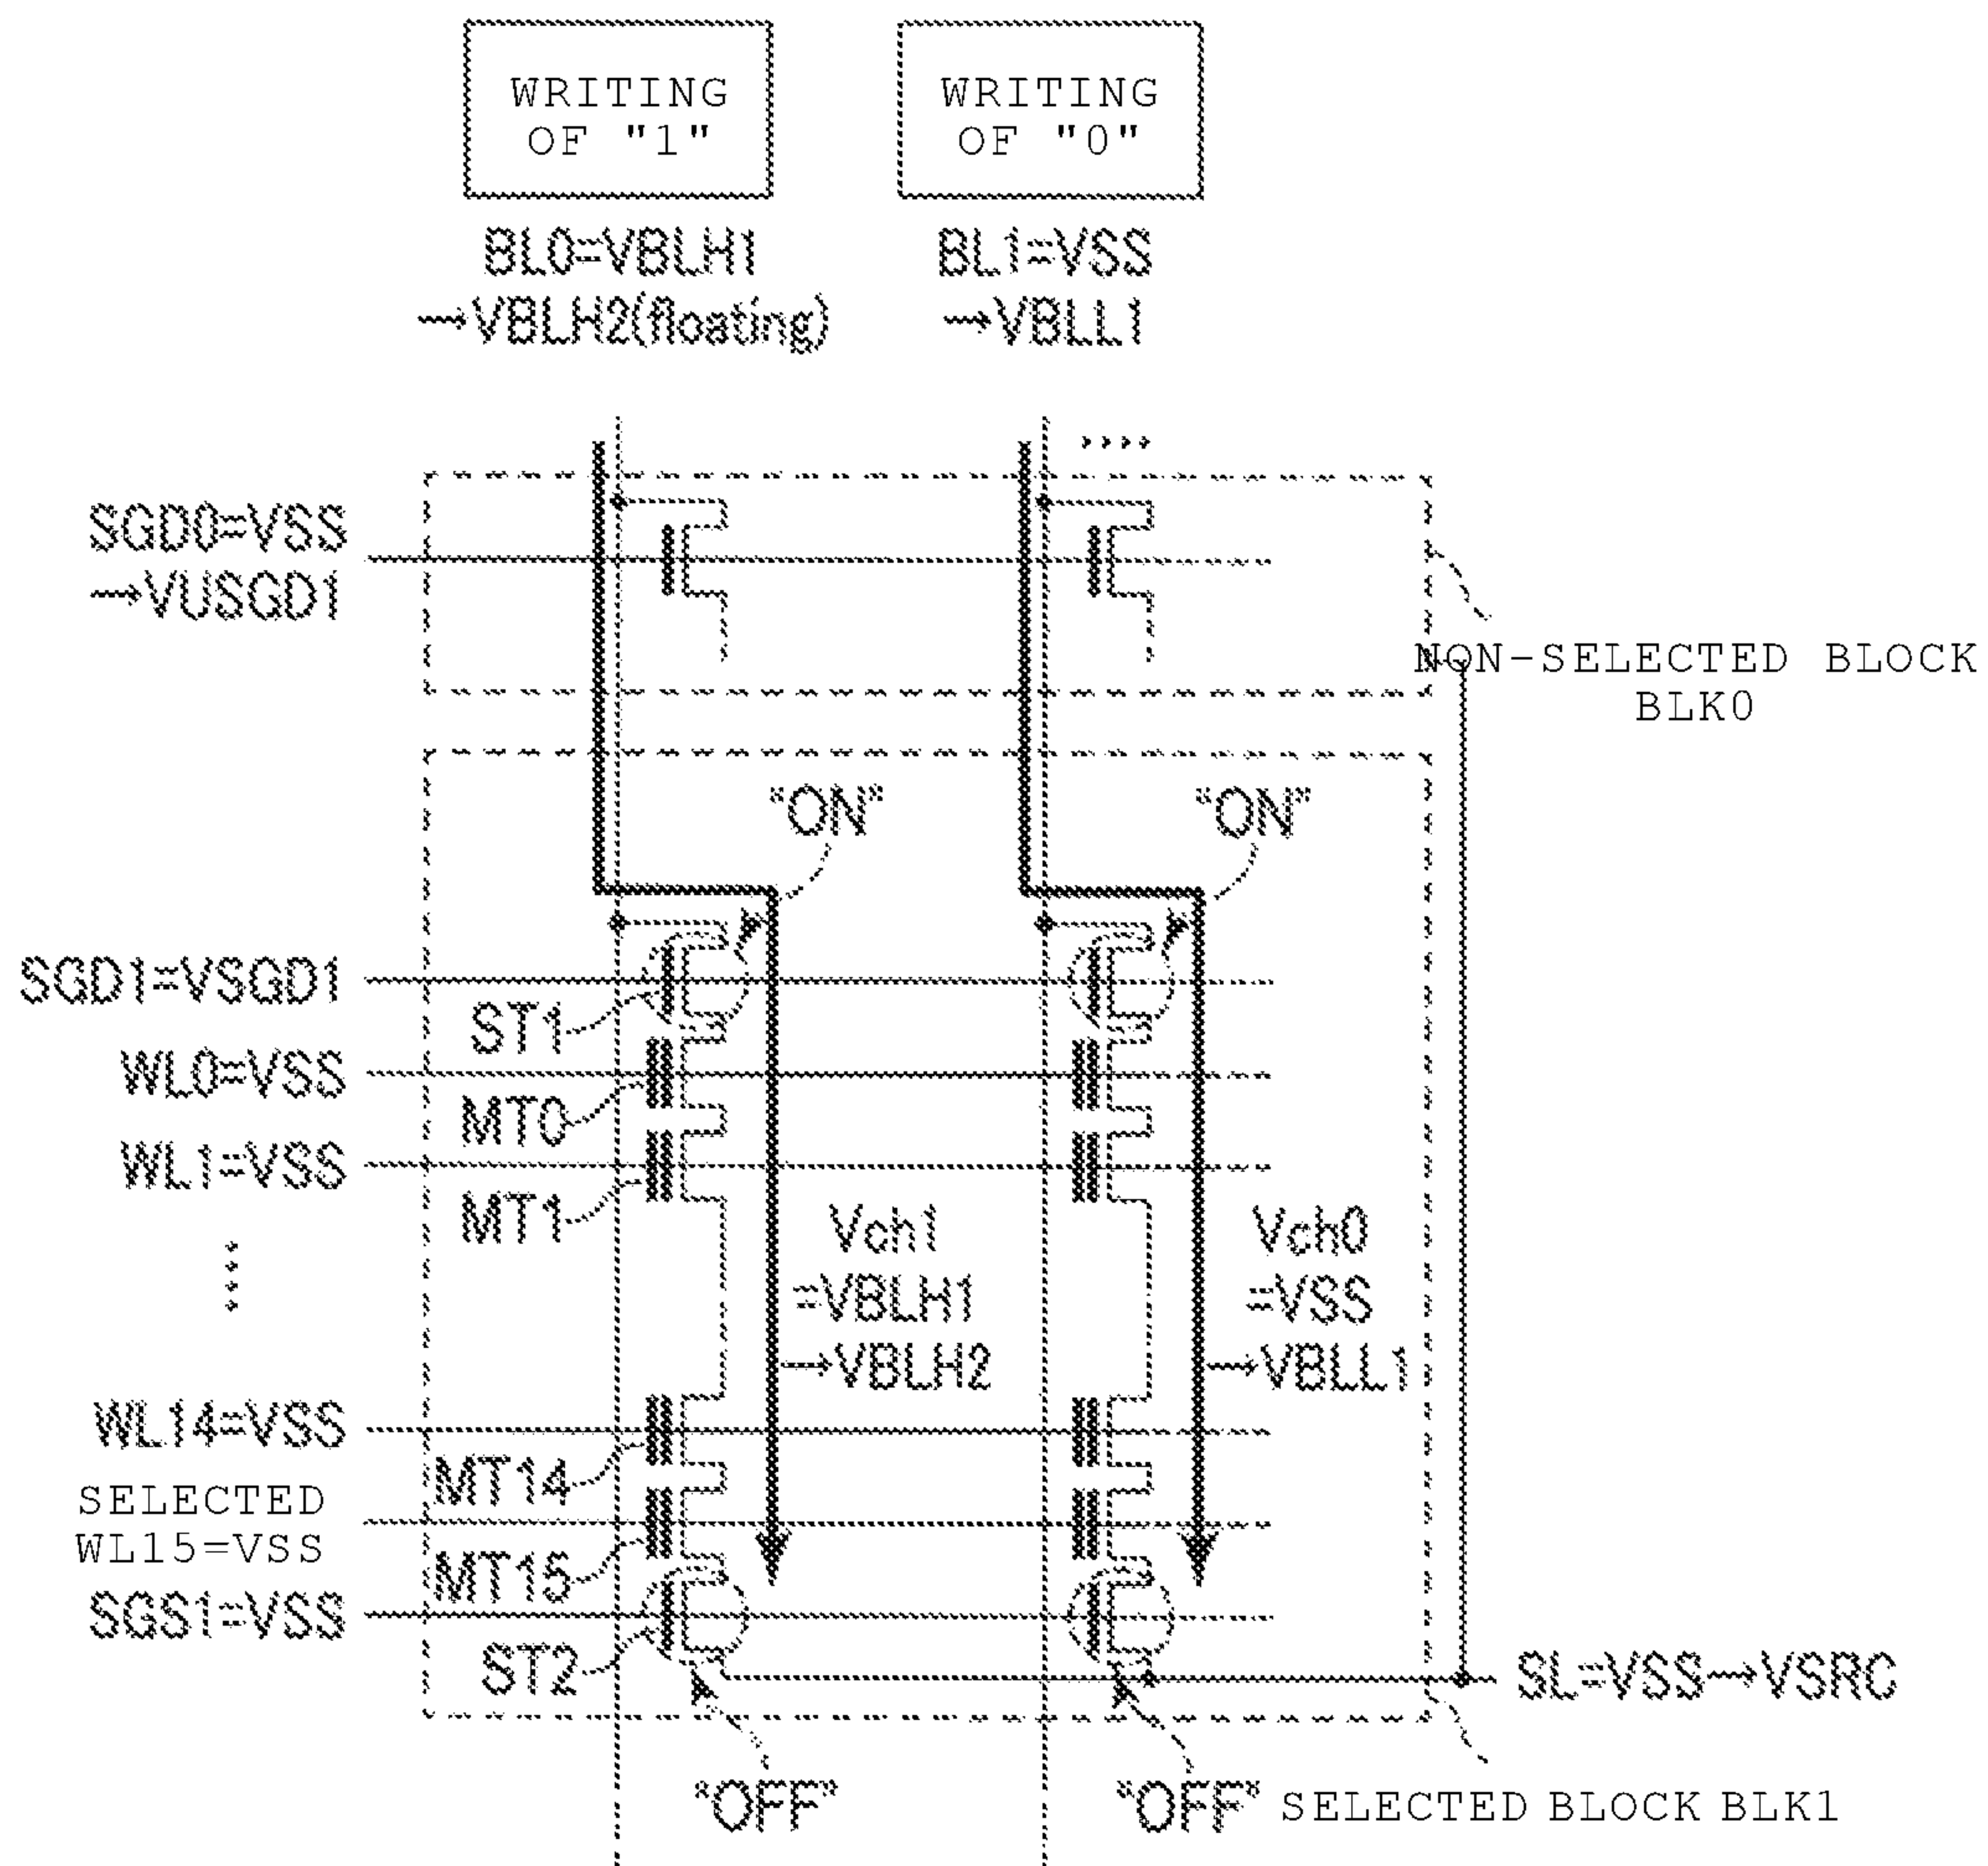 WRITING
OF "1"
WRITING
OF "0"
BL0=VBLH1
→VBLH2(floating)
BL1=VSS
→VBLL1
SGD0=VSS
→VUSGD1
NON-SELECTED BLOCK
BLK0
"ON"
"ON"
SGD1=VSGD1
ST1
WL0=VSS
MT0
WL1=VSS
MT1
Vch1
=VBLH1
→VBLH2
Vch0
=VSS
→VBLL1
WL14=VSS
MT14
SELECTED
WL15=VSS
MT15
SGS1=VSS
ST2
SL=VSS→VSRC
"OFF"
"OFF"
SELECTED BLOCK BLK1